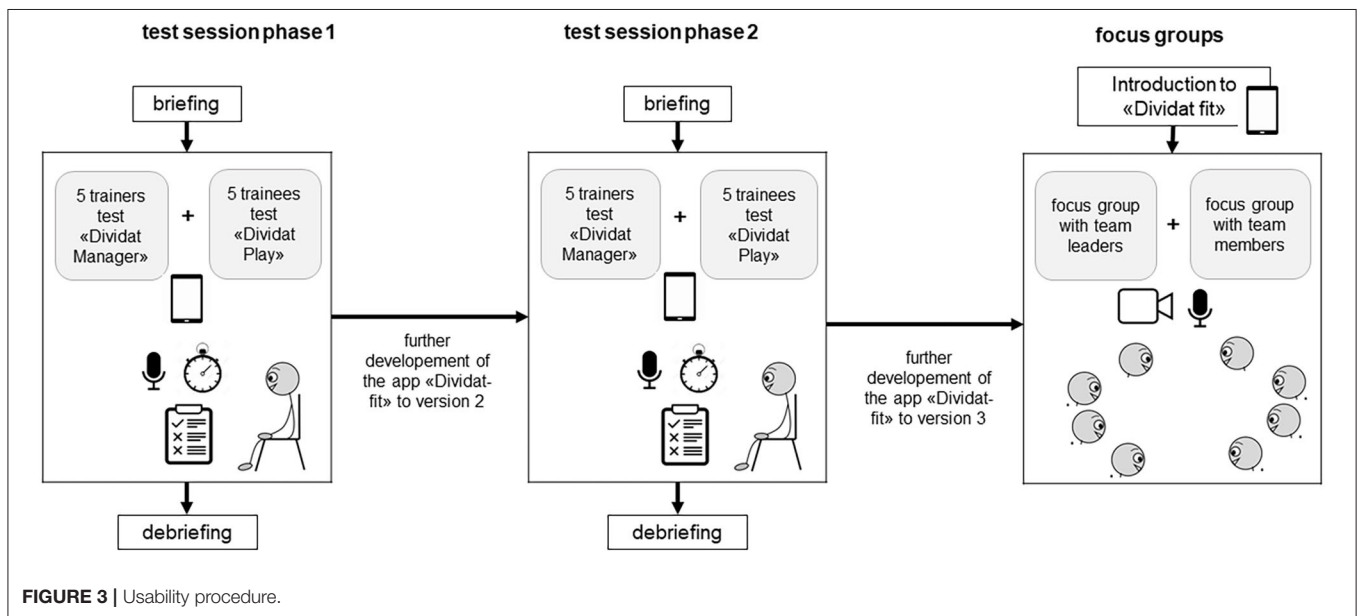 test session phase 1
test session phase 2
focus groups
briefing
briefing
Introduction to
«Dividat fit»
5 trainers
test
«Dividat
Manager»
+
5 trainees
test
«Dividat
Play»
5 trainers
test
«Dividat
Manager»
+
5 trainees
test
«Dividat
Play»
focus group
with team
leaders
+
focus group
with team
members
further
developement of
the app «Dividat-
fit» to version 2
further
developement of
the app «Dividat-
fit» to version 3
debriefing
debriefing
FIGURE 3 | Usability procedure.